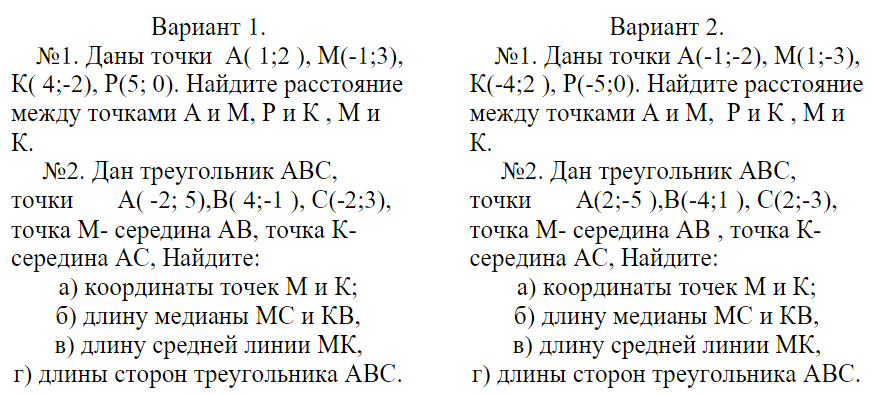 Вариант 1.
№1. Даны точки А( 1;2 ), М(-1;3),
К( 4;-2), Р(5; 0). Найдите расстояние
между точками А и М, Р и К , М и
К.
№2. Дан треугольник АВС,
точки А( -2; 5),В( 4;-1 ), С(-2;3),
точка М- середина АВ, точка К-
середина АС, Найдите:
а) координаты точек М и К;
б) длину медианы МС и КВ,
в) длину средней линии МК,
г) длины сторон треугольника АВС.
Вариант 2.
№1. Даны точки А(-1;-2), М(1;-3),
К(-4;2 ), Р(-5;0). Найдите расстояние
между точками А и М, Р и К , М и
К.
№2. Дан треугольник АВС,
точки А(2;-5 ),В(-4;1 ), С(2;-3),
точка М- середина АВ , точка К-
середина АС, Найдите:
а) координаты точек М и К;
б) длину медианы МС и КВ,
в) длину средней линии МК,
г) длины сторон треугольника АВС.